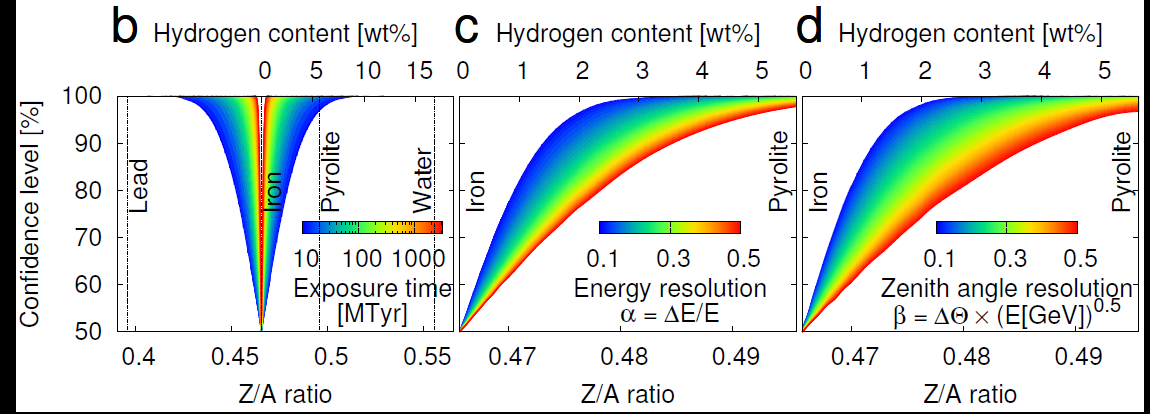 b Hydrogen content [wt%]
0 5 10 15
Confidence level [%]
100
90
80
70
60
50
Lead
Iron
Pyrolite
Water
10 100 1000
Exposure time
[MTyr]
0.4 0.45 0.5 0.55
Z/A ratio
c Hydrogen content [wt%]
0 1 2 3 4 5
Iron
Pyrolite
0.1 0.3 0.5
Energy resolution
α = ΔE/E
0.47 0.48 0.49
Z/A ratio
d Hydrogen content [wt%]
0 1 2 3 4 5
Iron
Pyrolite
0.1 0.3 0.5
Zenith angle resolution
β = ΔΘ × (E[GeV])^0.5
0.47 0.48 0.49
Z/A ratio